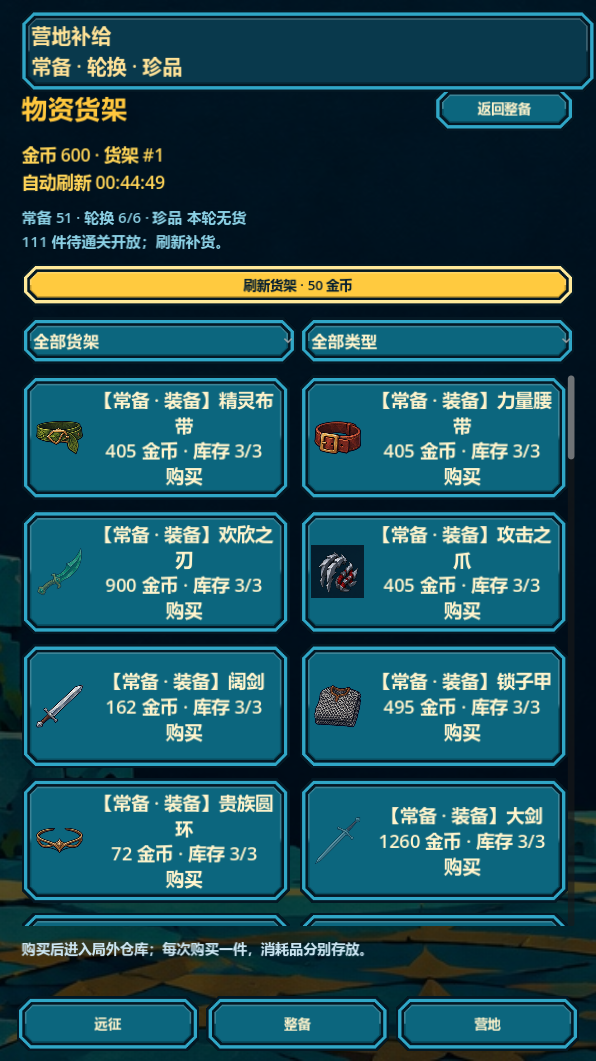 营地补给
常备 · 轮换 · 珍品
物资货架
返回整备
金币 600 · 货架 #1
自动刷新 00:44:49
常备 51 · 轮换 6/6 · 珍品 本轮无货
111 件待通关开放；刷新补货。
刷新货架 · 50 金币
全部货架
全部类型
【常备 · 装备】精灵布
带
405 金币 · 库存 3/3
购买
【常备 · 装备】力量腰
带
405 金币 · 库存 3/3
购买
【常备 · 装备】欢欣之
刃
900 金币 · 库存 3/3
购买
【常备 · 装备】攻击之
爪
405 金币 · 库存 3/3
购买
【常备 · 装备】阔剑
162 金币 · 库存 3/3
购买
【常备 · 装备】锁子甲
495 金币 · 库存 3/3
购买
【常备 · 装备】贵族圆
环
72 金币 · 库存 3/3
购买
【常备 · 装备】大剑
1260 金币 · 库存 3/3
购买
购买后进入局外仓库；每次购买一件，消耗品分别存放。
远征
整备
营地